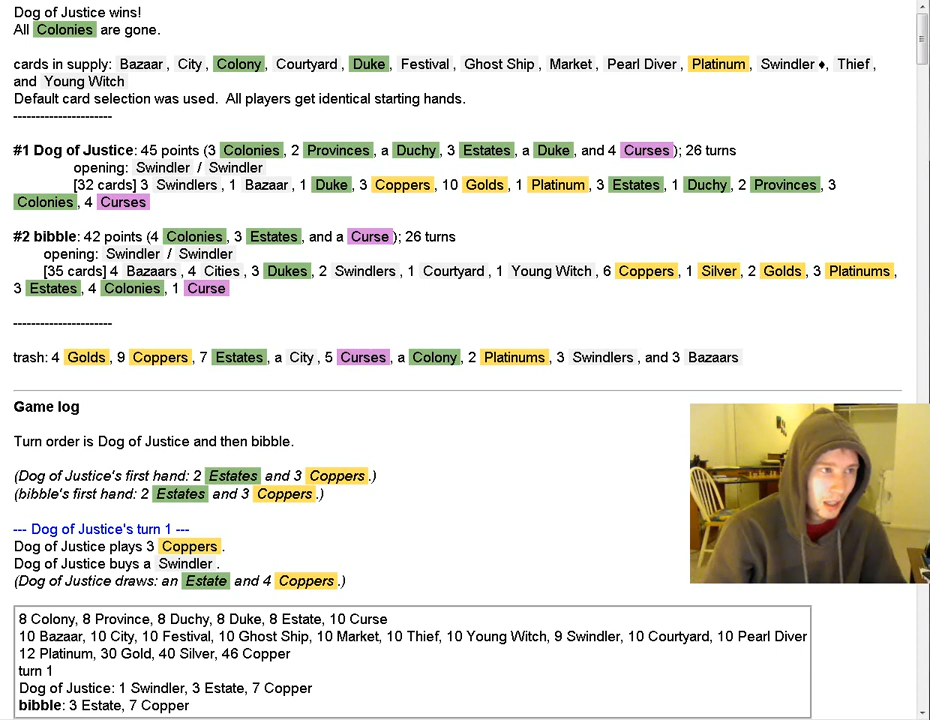 Dog of Justice wins!
All Colonies are gone.
cards in supply: Bazaar, City, Colony, Courtyard, Duke, Festival, Ghost Ship, Market, Pearl Diver, Platinum, Swindler ♦, Thief,
and Young Witch
Default card selection was used. All players get identical starting hands.
----------------------
#1 Dog of Justice: 45 points (3 Colonies, 2 Provinces, a Duchy, 3 Estates, a Duke, and 4 Curses); 26 turns
opening: Swindler / Swindler
[32 cards] 3 Swindlers, 1 Bazaar, 1 Duke, 3 Coppers, 10 Golds, 1 Platinum, 3 Estates, 1 Duchy, 2 Provinces, 3
Colonies, 4 Curses
#2 bibble: 42 points (4 Colonies, 3 Estates, and a Curse); 26 turns
opening: Swindler / Swindler
[35 cards] 4 Bazaars, 4 Cities, 3 Dukes, 2 Swindlers, 1 Courtyard, 1 Young Witch, 6 Coppers, 1 Silver, 2 Golds, 3 Platinums,
3 Estates, 4 Colonies, 1 Curse
----------------------
trash: 4 Golds, 9 Coppers, 7 Estates, a City, 5 Curses, a Colony, 2 Platinums, 3 Swindlers, and 3 Bazaars
Game log
Turn order is Dog of Justice and then bibble.
(Dog of Justice's first hand: 2 Estates and 3 Coppers.)
(bibble's first hand: 2 Estates and 3 Coppers.)
--- Dog of Justice's turn 1 ---
Dog of Justice plays 3 Coppers.
Dog of Justice buys a Swindler.
(Dog of Justice draws: an Estate and 4 Coppers.)
8 Colony, 8 Province, 8 Duchy, 8 Duke, 8 Estate, 10 Curse
10 Bazaar, 10 City, 10 Festival, 10 Ghost Ship, 10 Market, 10 Thief, 10 Young Witch, 9 Swindler, 10 Courtyard, 10 Pearl Diver
12 Platinum, 30 Gold, 40 Silver, 46 Copper
turn 1
Dog of Justice: 1 Swindler, 3 Estate, 7 Copper
bibble: 3 Estate, 7 Copper